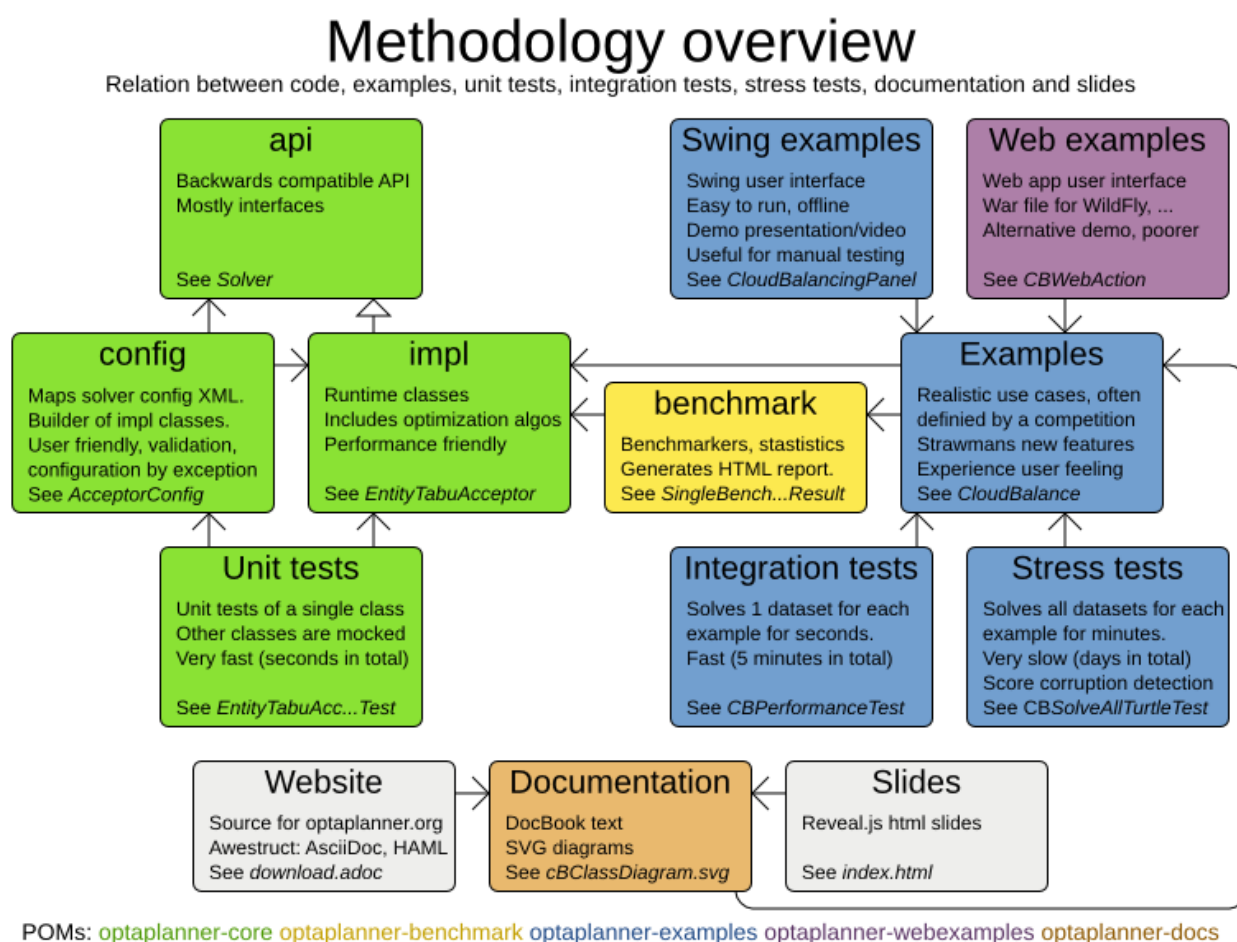 Methodology overview
Relation between code, examples, unit tests, integration tests, stress tests, documentation and slides
api
Backwards compatible API
Mostly interfaces
See Solver
Swing examples
Swing user interface
Easy to run, offline
Demo presentation/video
Useful for manual testing
See CloudBalancingPanel
Web examples
Web app user interface
War file for WildFly, ...
Alternative demo, poorer
See CBWebAction
config
Maps solver config XML.
Builder of impl classes.
User friendly, validation,
configuration by exception
See AcceptorConfig
impl
Runtime classes
Includes optimization algos
Performance friendly
See EntityTabuAcceptor
benchmark
Benchmarkers, stastistics
Generates HTML report.
See SingleBench...Result
Examples
Realistic use cases, often
definied by a competition
Strawmans new features
Experience user feeling
See CloudBalance
Unit tests
Unit tests of a single class
Other classes are mocked
Very fast (seconds in total)
See EntityTabuAcc...Test
Integration tests
Solves 1 dataset for each
example for seconds.
Fast (5 minutes in total)
See CBPerformanceTest
Stress tests
Solves all datasets for each
example for minutes.
Very slow (days in total)
Score corruption detection
See CBSolveAllTurtleTest
Website
Source for optaplanner.org
Awestruct: AsciiDoc, HAML
See download.adoc
Documentation
DocBook text
SVG diagrams
See cBClassDiagram.svg
Slides
Reveal.js html slides
See index.html
POMs: optaplanner-core optaplanner-benchmark optaplanner-examples optaplanner-webexamples optaplanner-docs